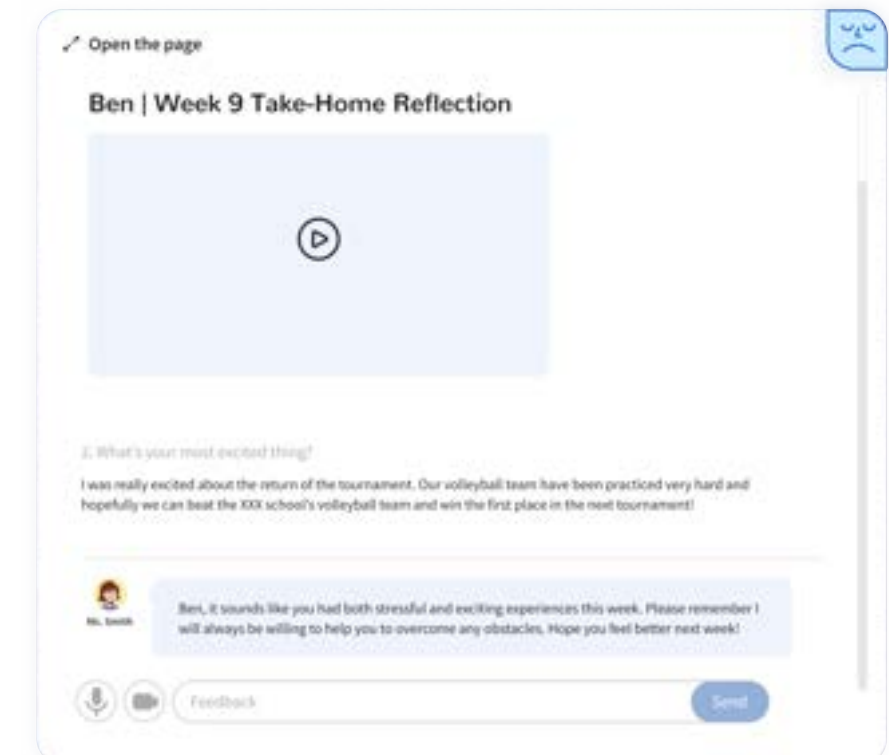 Open the page
Ben | Week 9 Take-Home Reflection
2. What's your most excited thing?
I was really excited about the return of the tournament. Our volleyball team have been practiced very hard and
hopefully we can beat the XXX school's volleyball team and win the first place in the next tournament!
Ms. Smith
Ben, it sounds like you had both stressful and exciting experiences this week. Please remember I
will always be willing to help you to overcome any obstacles. Hope you feel better next week!
Feedback
Send